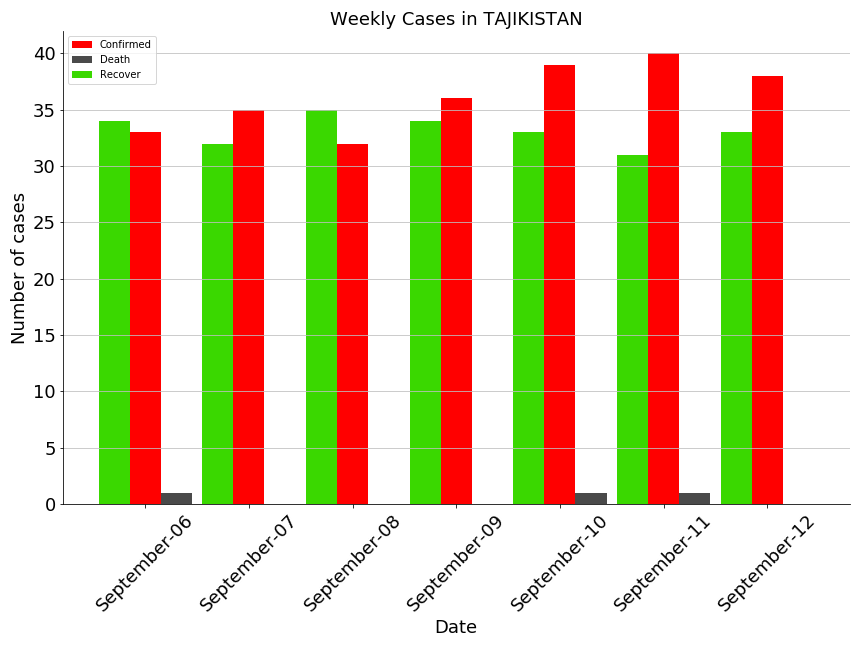 Weekly Cases in TAJIKISTAN
Confirmed
Death
Recover
Number of cases
40
35
30
25
20
15
10
5
0
September-06
September-07
September-08
September-09
September-10
September-11
September-12
Date